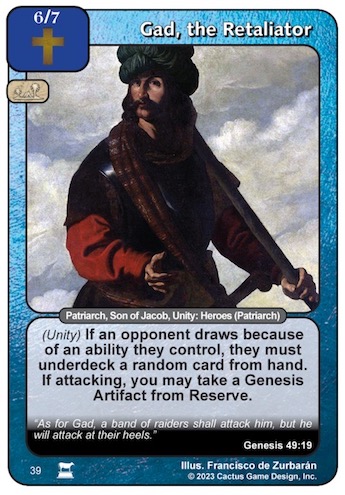 6/7
Gad, the Retaliator
Patriarch, Son of Jacob, Unity: Heroes (Patriarch)
(Unity) If an opponent draws because
of an ability they control, they must
underdeck a random card from hand.
If attacking, you may take a Genesis
Artifact from Reserve.
"As for Gad, a band of raiders shall attack him, but he
will attack at their heels."
Genesis 49:19
Illus. Francisco de Zurbarán
39
© 2023 Cactus Game Design, Inc.